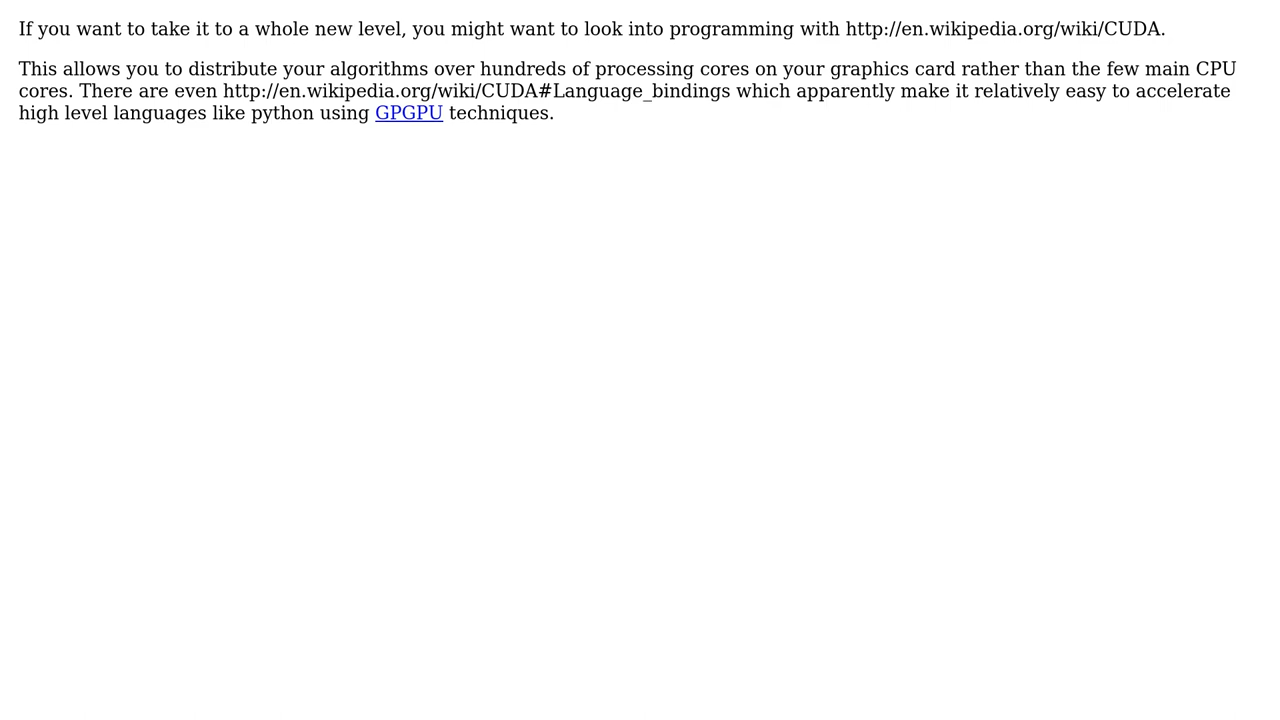 If you want to take it to a whole new level, you might want to look into programming with http://en.wikipedia.org/wiki/CUDA.
This allows you to distribute your algorithms over hundreds of processing cores on your graphics card rather than the few main CPU
cores. There are even http://en.wikipedia.org/wiki/CUDA#Language_bindings which apparently make it relatively easy to accelerate
high level languages like python using GPGPU techniques.